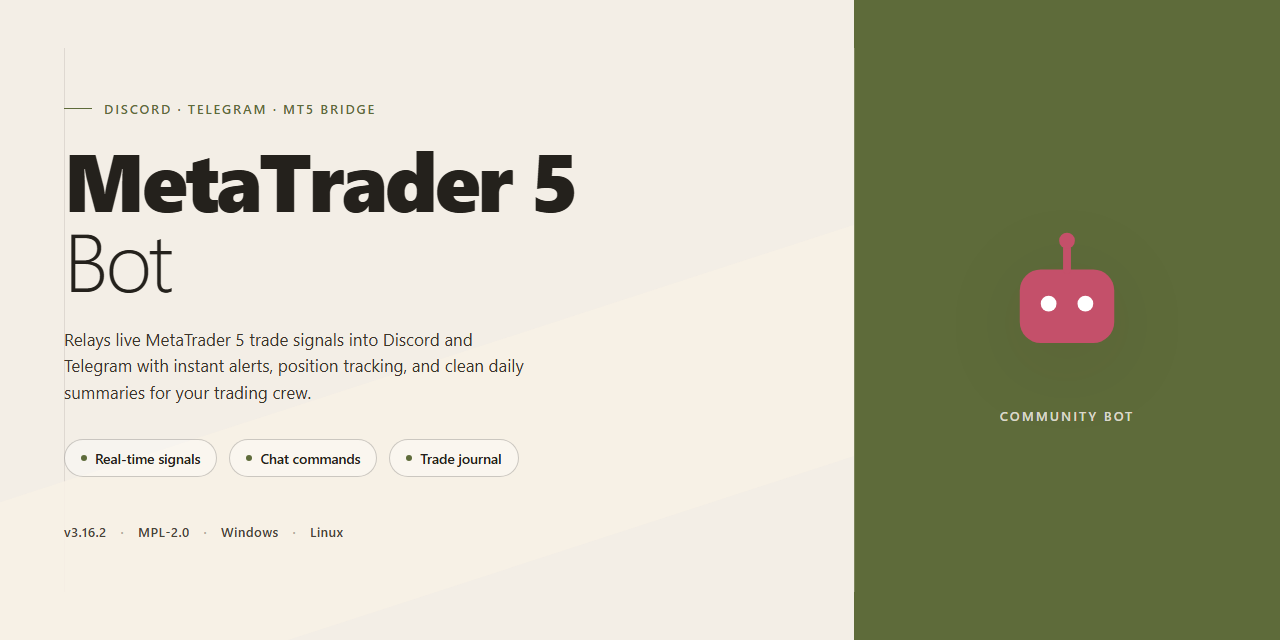 DISCORD · TELEGRAM · MT5 BRIDGE
MetaTrader 5
Bot
Relays live MetaTrader 5 trade signals into Discord and
Telegram with instant alerts, position tracking, and clean daily
summaries for your trading crew.
Real-time signals
Chat commands
Trade journal
v3.16.2 · MPL-2.0 · Windows · Linux
COMMUNITY BOT